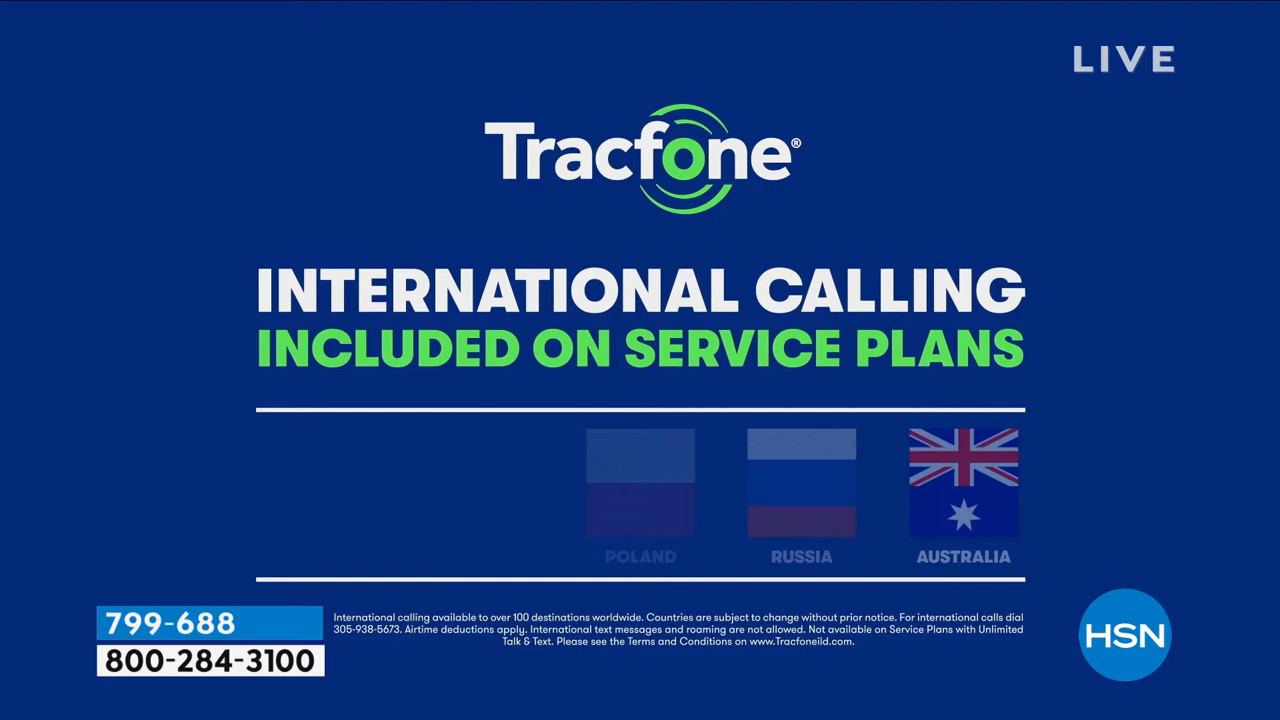 LIVE
Tracfone®
INTERNATIONAL CALLING
INCLUDED ON SERVICE PLANS
POLAND
RUSSIA
AUSTRALIA
799-688
800-284-3100
International calling available to over 100 destinations worldwide. Countries are subject to change without prior notice. For international calls dial
305-938-5673. Airtime deductions apply. International text messages and roaming are not allowed. Not available on Service Plans with Unlimited
Talk & Text. Please see the Terms and Conditions on www.Tracfoneild.com.
HSN